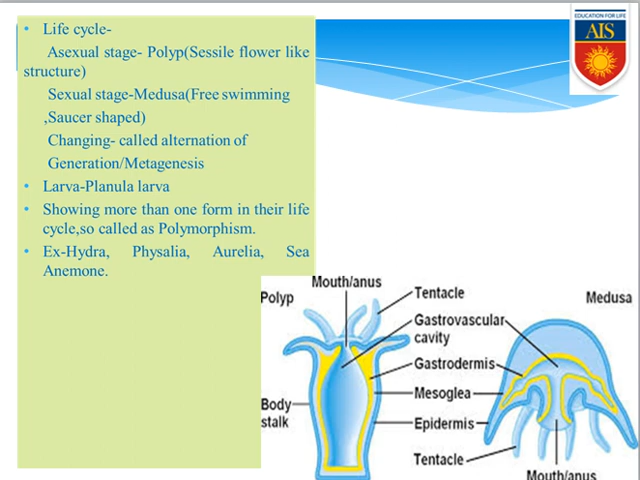 EDUCATION FOR LIFE
AIS
• Life cycle-
Asexual stage- Polyp(Sessile flower like
structure)
Sexual stage-Medusa(Free swimming
,Saucer shaped)
Changing- called alternation of
Generation/Metagenesis
• Larva-Planula larva
• Showing more than one form in their life
cycle,so called as Polymorphism.
• Ex-Hydra, Physalia, Aurelia, Sea
Anemone.
Mouth/anus
Polyp
Tentacle
Medusa
Gastrovascular
cavity
Gastrodermis
Mesoglea
Body
stalk
Epidermis
Tentacle
Mouth/anus